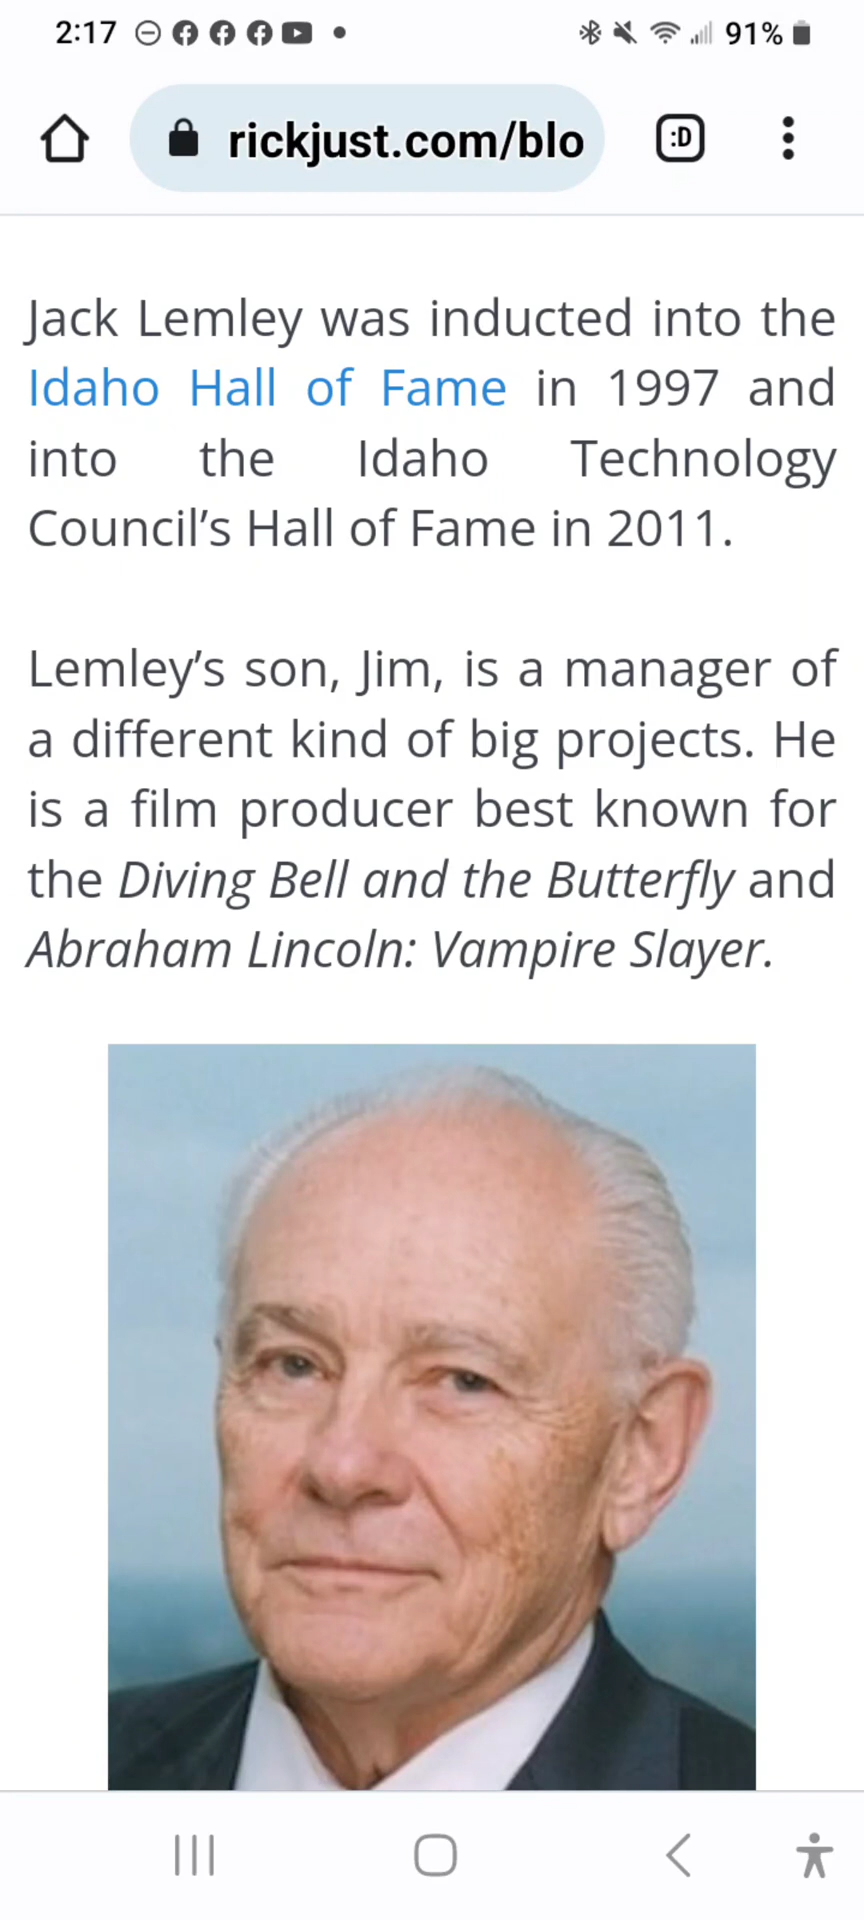 2:17
91%
rickjust.com/blo
:D
Jack Lemley was inducted into the
Idaho Hall of Fame in 1997 and
into the Idaho Technology
Council’s Hall of Fame in 2011.
Lemley’s son, Jim, is a manager of
a different kind of big projects. He
is a film producer best known for
the Diving Bell and the Butterfly and
Abraham Lincoln: Vampire Slayer.